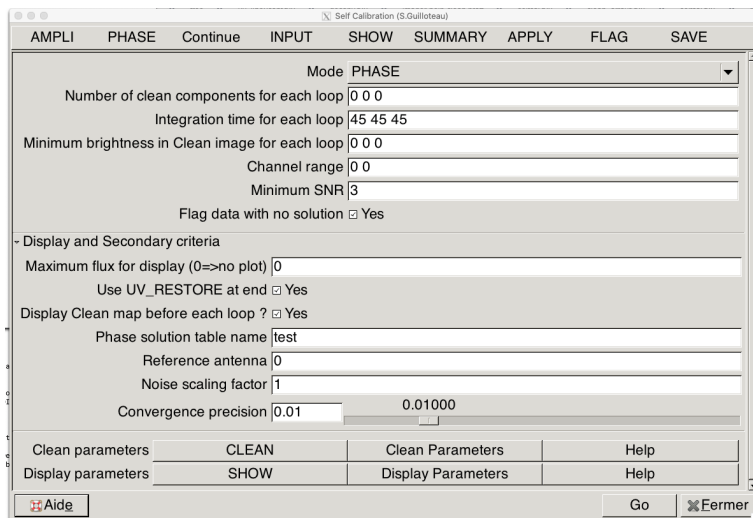 Self Calibration (S.Guilloteau)
AMPLI PHASE Continue INPUT SHOW SUMMARY APPLY FLAG SAVE
Mode PHASE
Number of clean components for each loop 0 0 0
Integration time for each loop 45 45 45
Minimum brightness in Clean image for each loop 0 0 0
Channel range 0 0
Minimum SNR 3
Flag data with no solution Yes
Display and Secondary criteria
Maximum flux for display (0=>no plot) 0
Use UV_RESTORE at end Yes
Display Clean map before each loop ? Yes
Phase solution table name test
Reference antenna 0
Noise scaling factor 1
0.01000
Convergence precision 0.01
Clean parameters CLEAN Clean Parameters Help
Display parameters SHOW Display Parameters Help
Aide Go Fermer